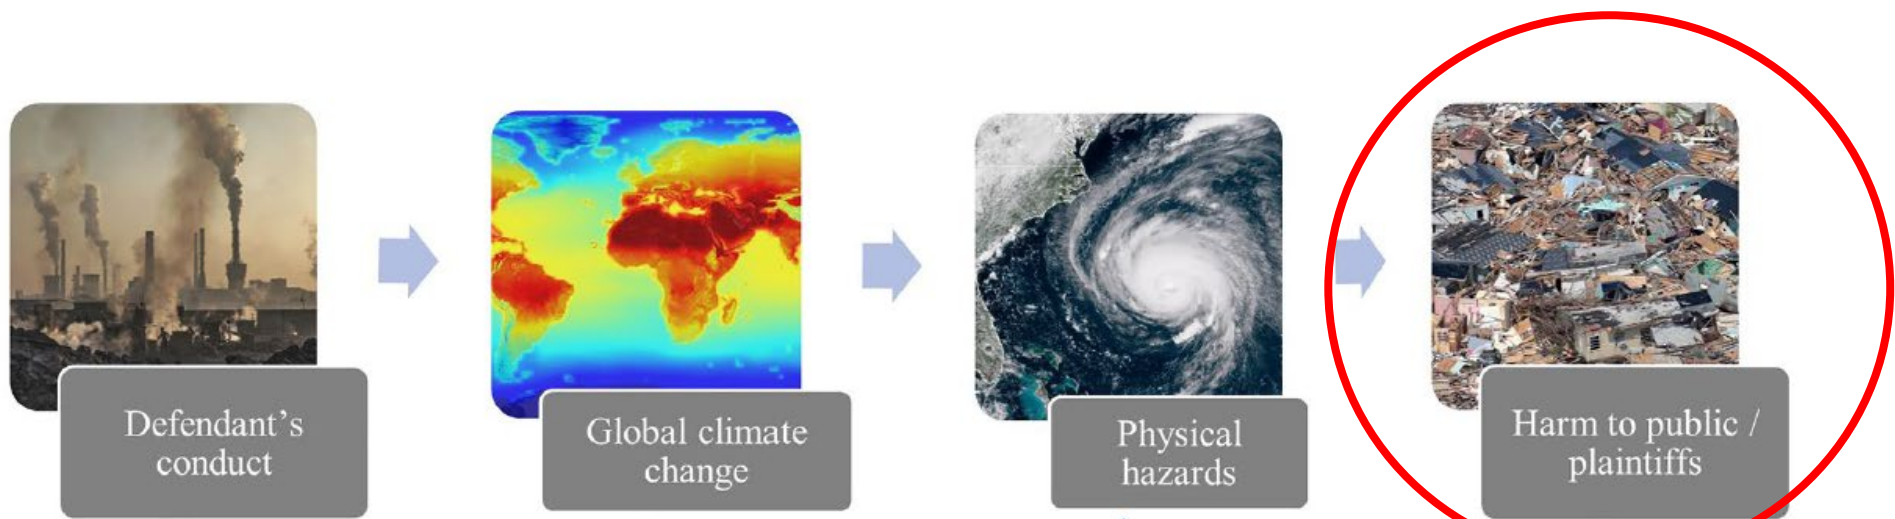 Defendant’s
conduct
Global climate
change
Physical
hazards
Harm to public /
plaintiffs